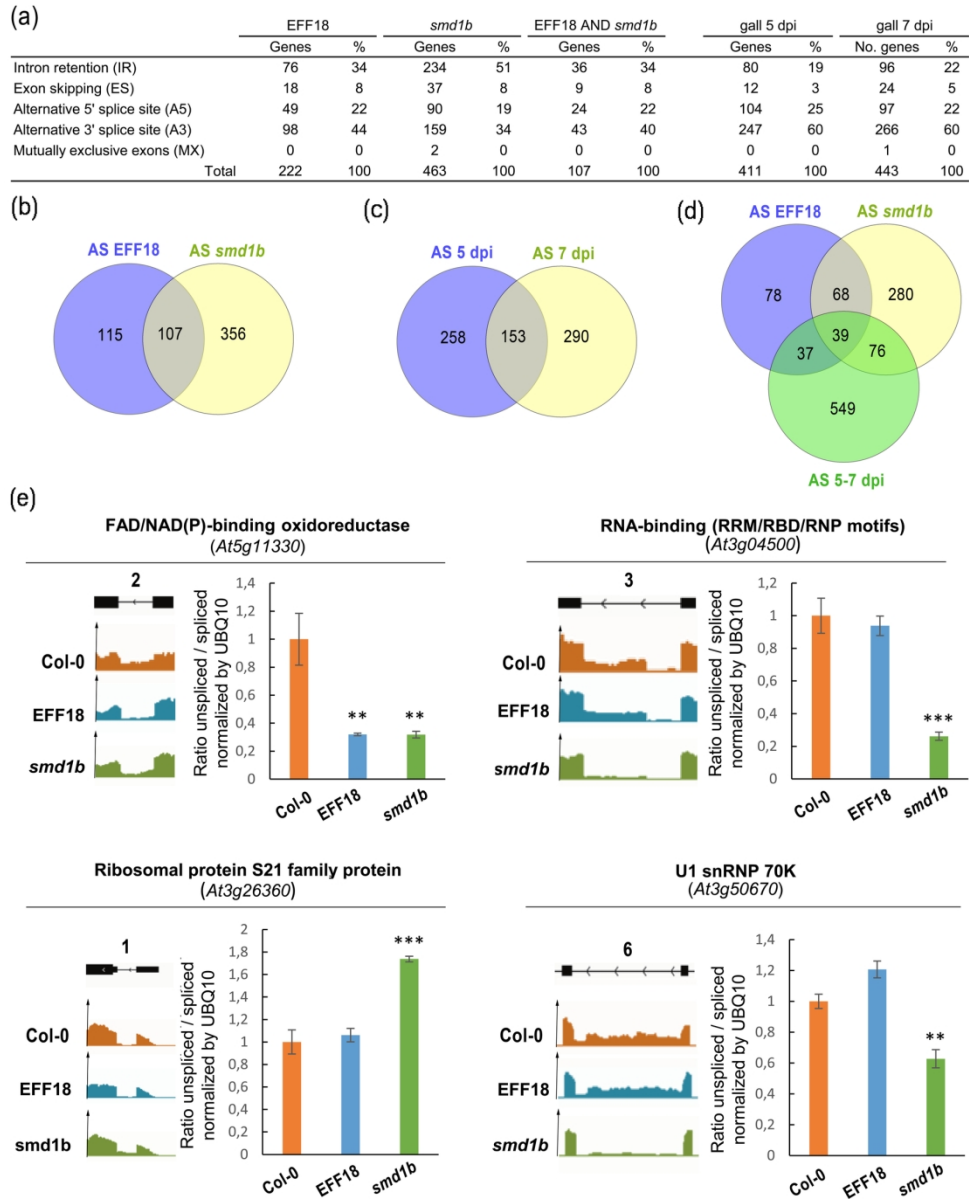 (a)
EFF18 smd1b EFF18 AND smd1b gall 5 dpi gall 7 dpi
Genes % Genes % Genes % Genes % No. genes %
Intron retention (IR) 76 34 234 51 36 34 80 19 96 22
Exon skipping (ES) 18 8 37 8 9 8 12 3 24 5
Alternative 5' splice site (A5) 49 22 90 19 24 22 104 25 97 22
Alternative 3' splice site (A3) 98 44 159 34 43 40 247 60 266 60
Mutually exclusive exons (MX) 0 0 2 0 0 0 0 0 1 0
Total 222 100 463 100 107 100 411 100 443 100
(b)
AS EFF18 AS smd1b
115 107 356
(c)
AS 5 dpi AS 7 dpi
258 153 290
(d)
AS EFF18 AS smd1b
78 68 280
39
37 76
549
AS 5-7 dpi
(e)
FAD/NAD(P)-binding oxidoreductase
(At5g11330)
2
Col-0
EFF18
smd1b
Ratio unspliced / spliced
normalized by UBQ10
1,4
1,2
1
0,8
0,6
0,4
0,2
0
** **
Col-0 EFF18 smd1b
RNA-binding (RRM/RBD/RNP motifs)
(At3g04500)
3
Col-0
EFF18
smd1b
Ratio unspliced / spliced
normalized by UBQ10
1,2
1
0,8
0,6
0,4
0,2
0
***
Col-0 EFF18 smd1b
Ribosomal protein S21 family protein
(At3g26360)
1
Col-0
EFF18
smd1b
Ratio unspliced / spliced
normalized by UBQ10
2
1,8
1,6
1,4
1,2
1
0,8
0,6
0,4
0,2
0
***
Col-0 EFF18 smd1b
U1 snRNP 70K
(At3g50670)
6
Col-0
EFF18
smd1b
Ratio unspliced / spliced
normalized by UBQ10
1,4
1,2
1
0,8
0,6
0,4
0,2
0
**
Col-0 EFF18 smd1b